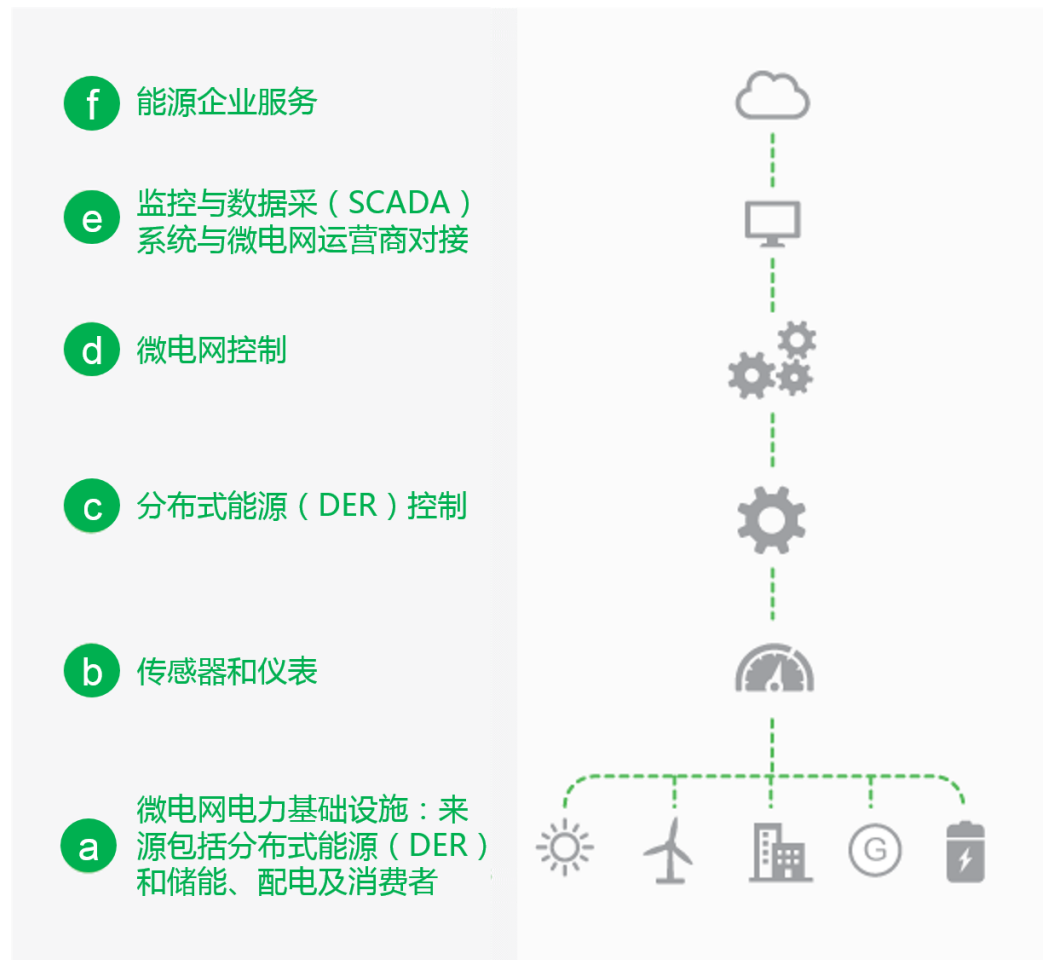 f 能源企业服务
e 监控与数据采（SCADA）
系统与微电网运营商对接
d 微电网控制
c 分布式能源（DER）控制
b 传感器和仪表
a 微电网电力基础设施：来
源包括分布式能源（DER）
和储能、配电及消费者
G